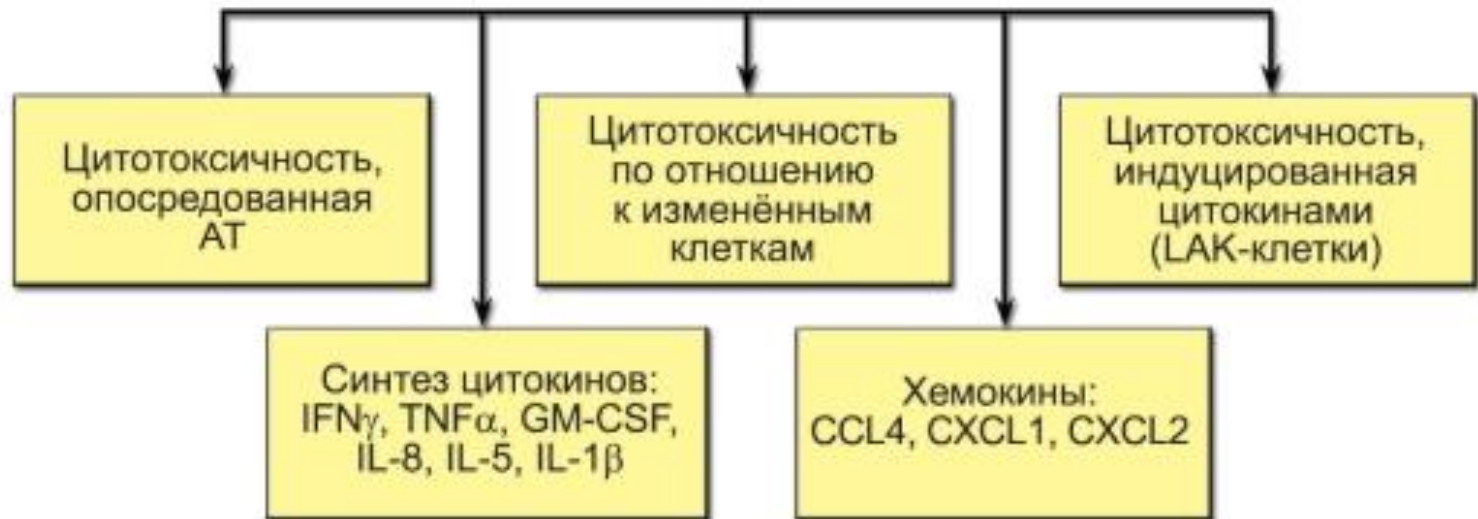 Цитотоксичность,
опосредованная
АТ
Цитотоксичность
по отношению
к изменённым
клеткам
Цитотоксичность,
индуцированная
цитокинами
(LAK-клетки)
Синтез цитокинов:
IFNγ, TNFα, GM-CSF,
IL-8, IL-5, IL-1β
Хемокины:
CCL4, CXCL1, CXCL2